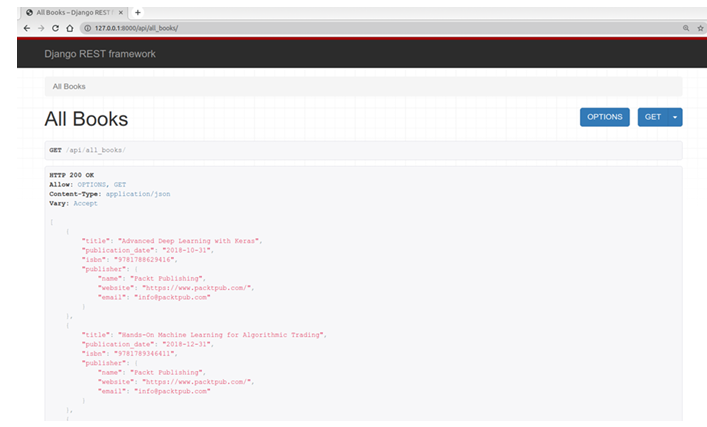 All Books – Django REST f
127.0.0.1:8000/api/all_books/
Django REST framework
All Books
All Books
OPTIONS
GET
GET /api/all_books/
HTTP 200 OK
Allow: OPTIONS, GET
Content-Type: application/json
Vary: Accept
[
{
"title": "Advanced Deep Learning with Keras",
"publication_date": "2018-10-31",
"isbn": "9781788629416",
"publisher": {
"name": "Packt Publishing",
"website": "https://www.packtpub.com/",
"email": "info@packtpub.com"
}
},
{
"title": "Hands-On Machine Learning for Algorithmic Trading",
"publication_date": "2018-12-31",
"isbn": "9781789346411",
"publisher": {
"name": "Packt Publishing",
"website": "https://www.packtpub.com/",
"email": "info@packtpub.com"
}
},
{